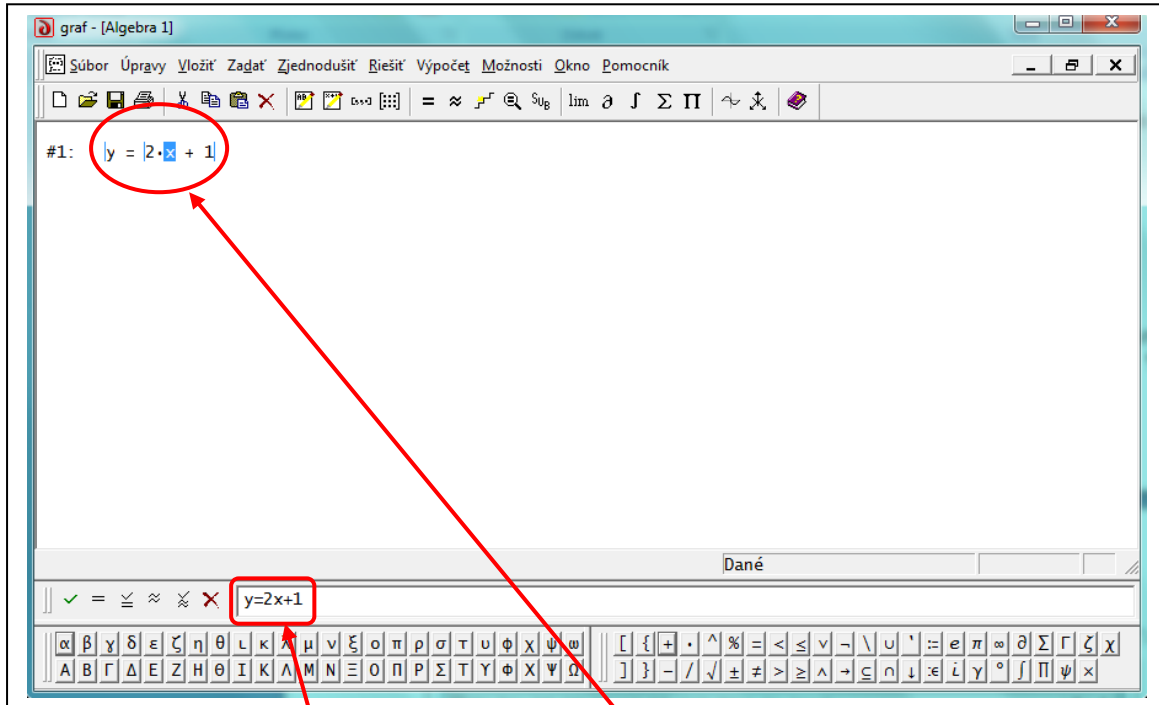 graf - [Algebra 1]
Súbor Úpravy Vložiť Zadať Zjednodušiť Riešiť Výpočet Možnosti Okno Pomocník
= ≈ SUB lim ∂ ∫ Σ Π
#1: y = 2·x + 1
Dané
✓ = ≈ ✕ y=2x+1
α β γ δ ε ζ η θ ι κ λ μ ν ξ ο π ρ σ τ υ φ χ ψ ω [ { + · ^ % = < ≤ ∨ ¬ \ ∪ ' := e π ∞ ∂ Σ Γ ζ χ
Α Β Γ Δ Ε Ζ Η Θ Ι Κ Λ Μ Ν Ξ Ο Π Ρ Σ Τ Υ Φ Χ Ψ Ω ] } − / √ ± ≠ > ≥ ∧ → ⊆ ∩ ↓ :∈ i γ ° ∫ Π ψ ×